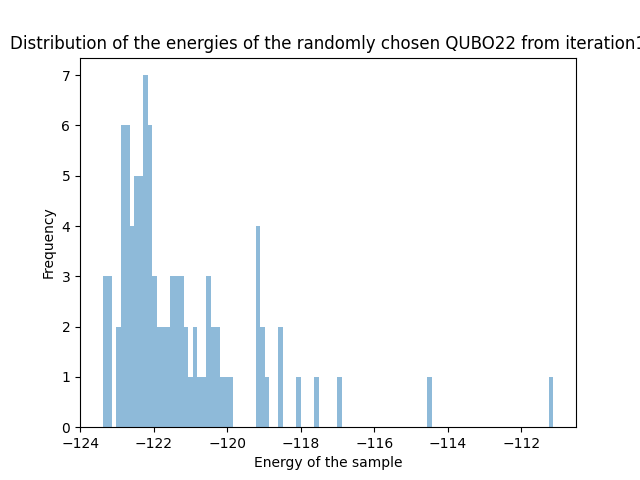 Distribution of the energies of the randomly chosen QUBO22 from iteration1
7
6
5
4
3
2
1
0
Frequency
−124 −122 −120 −118 −116 −114 −112
Energy of the sample